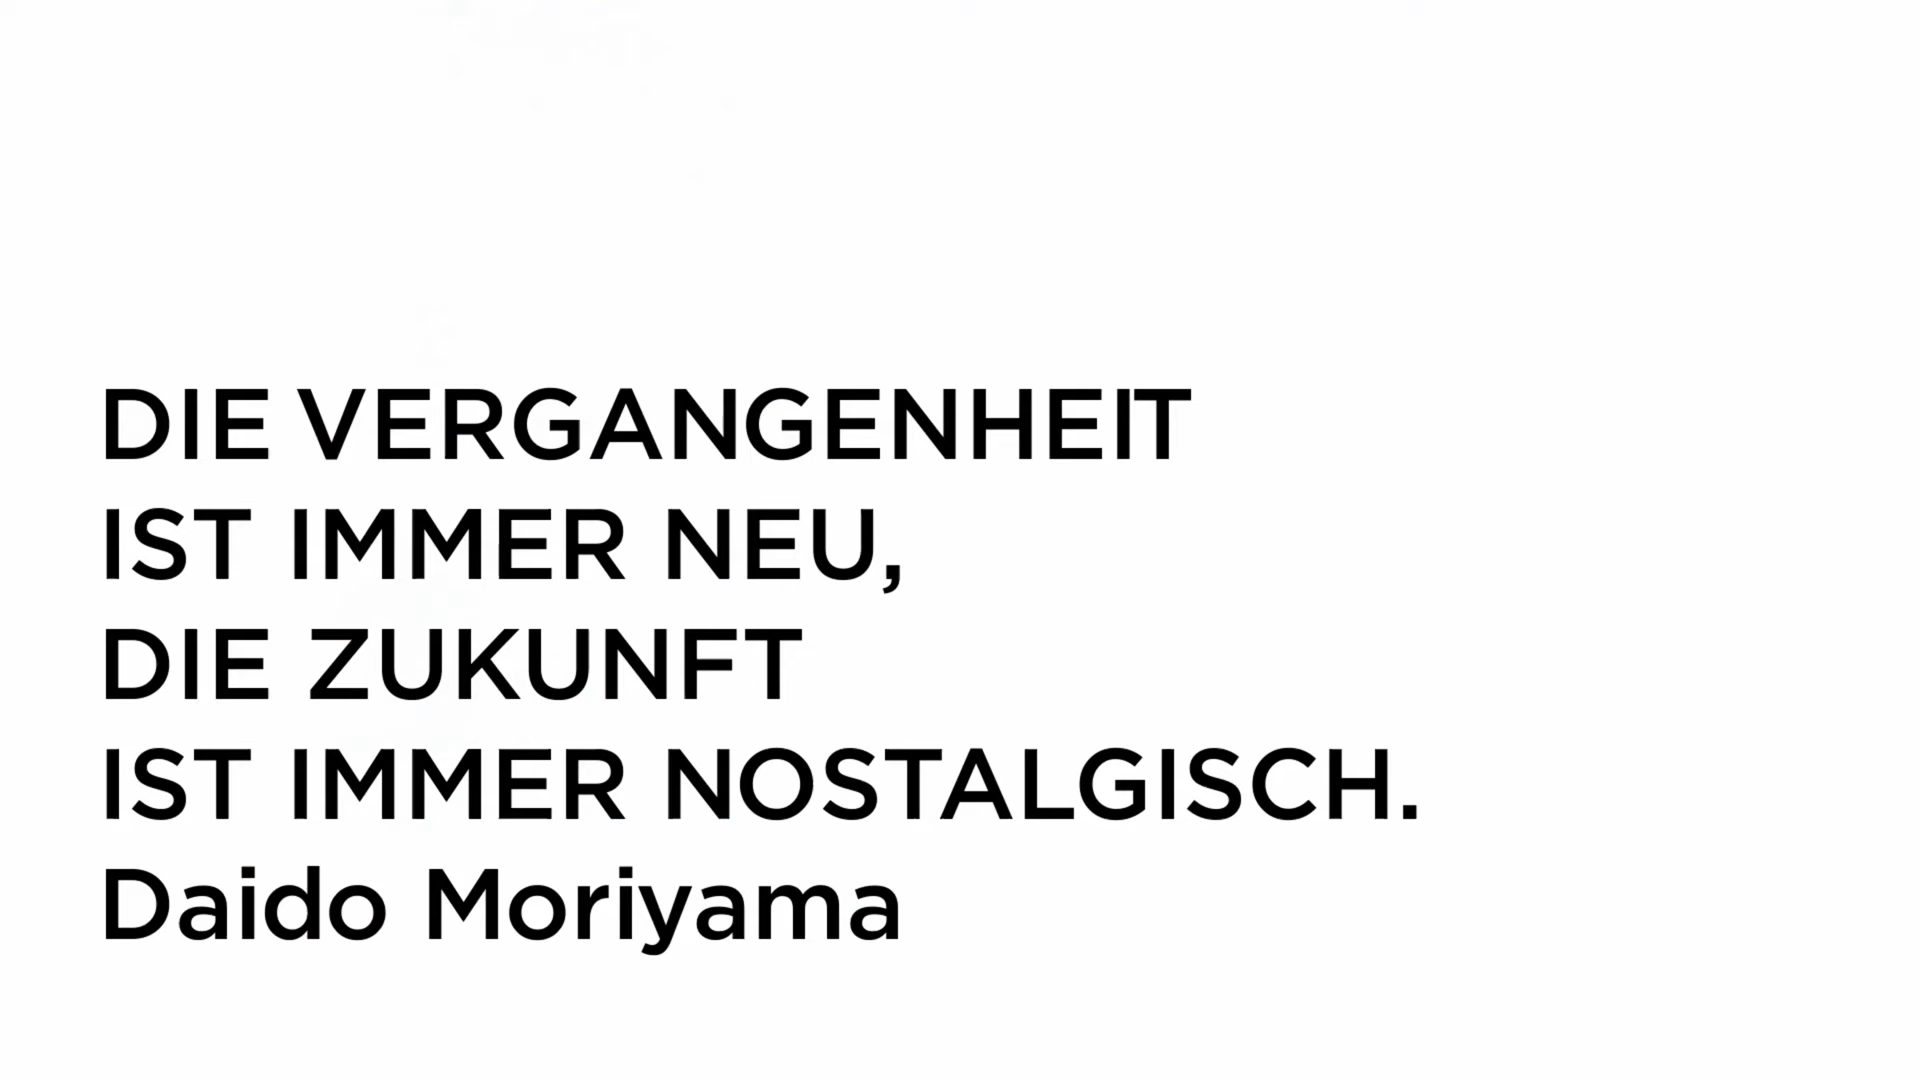 DIE VERGANGENHEIT
IST IMMER NEU,
DIE ZUKUNFT
IST IMMER NOSTALGISCH.
Daido Moriyama